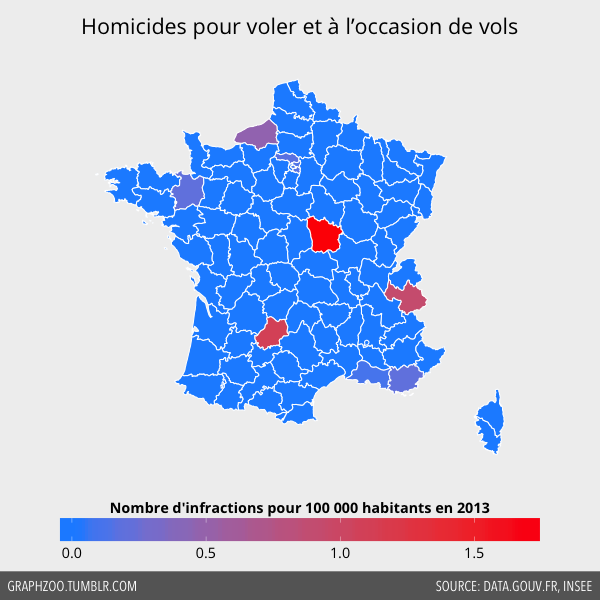 Homicides pour voler et à l’occasion de vols
Nombre d'infractions pour 100 000 habitants en 2013
0.0 0.5 1.0 1.5
GRAPHZOO.TUMBLR.COM SOURCE: DATA.GOUV.FR, INSEE